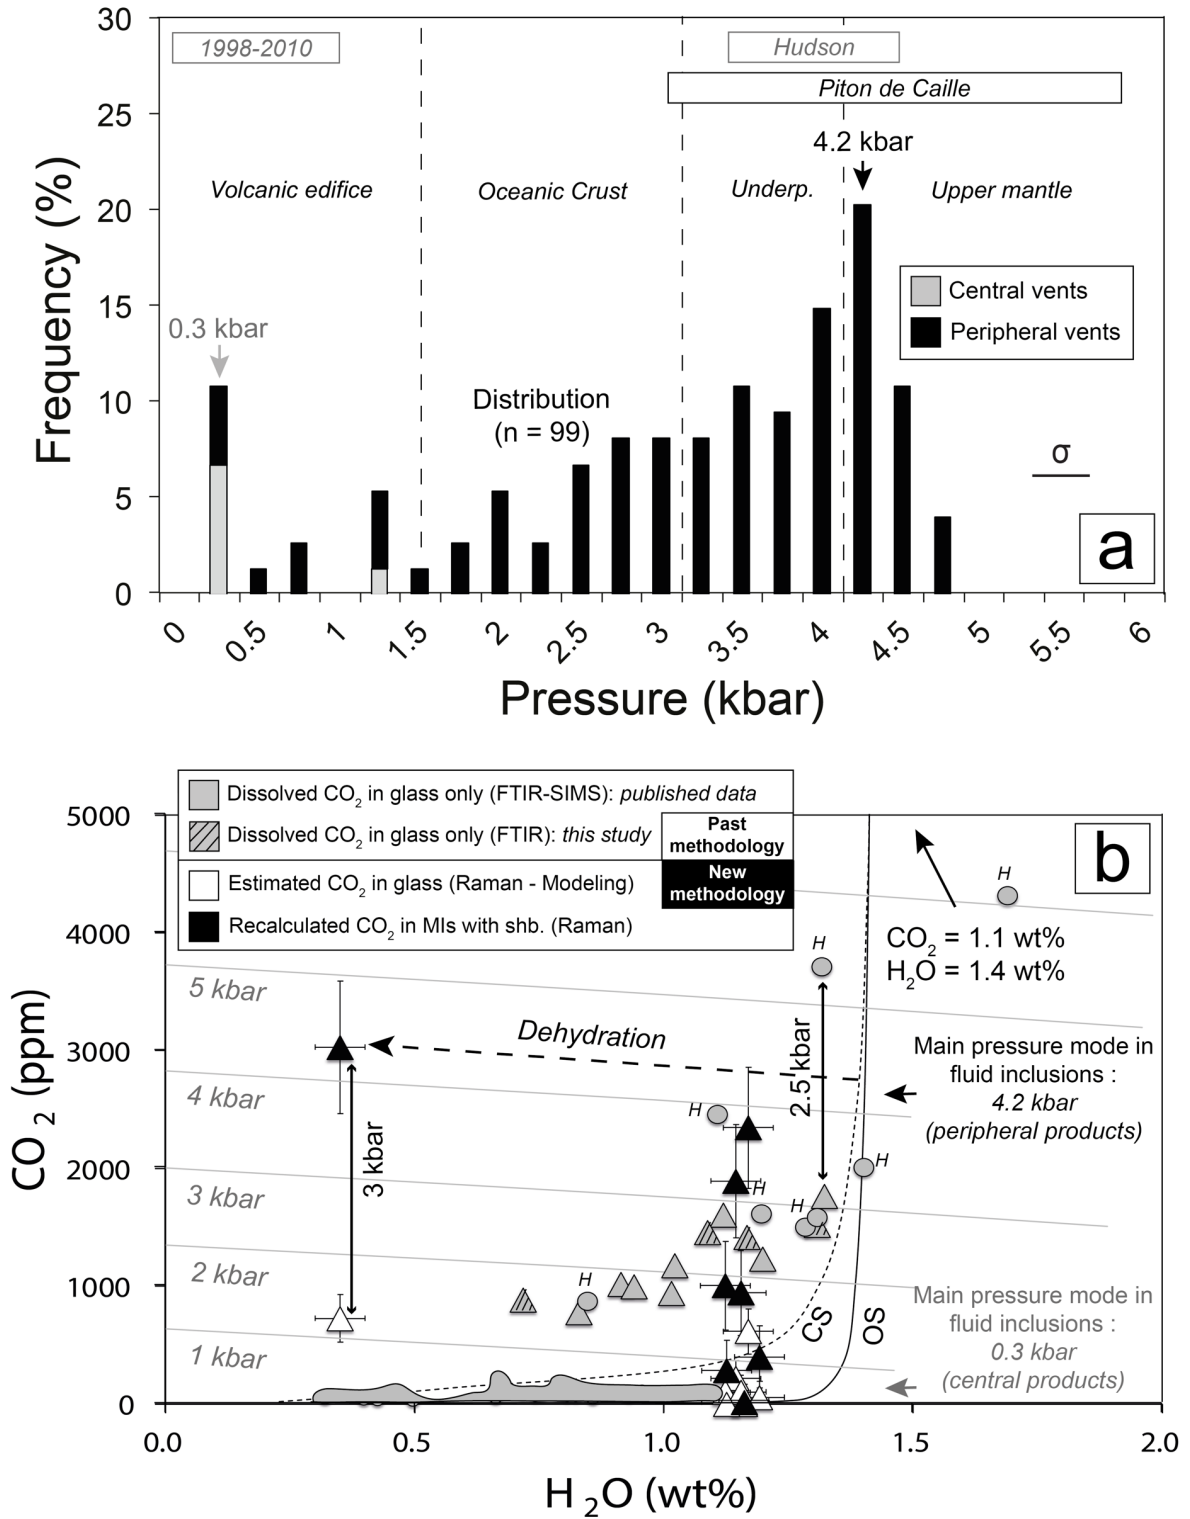 30
25
20
15
10
5
0
Frequency (%)
1998-2010
Hudson
Piton de Caille
4.2 kbar
Volcanic edifice
Oceanic Crust
Underp.
Upper mantle
Central vents
Peripheral vents
0.3 kbar
Distribution
(n = 99)
σ
a
0
0.5
1
1.5
2
2.5
3
3.5
4
4.5
5
5.5
6
Pressure (kbar)
Dissolved CO2 in glass only (FTIR-SIMS): published data
Dissolved CO2 in glass only (FTIR): this study
Past
methodology
New
methodology
Estimated CO2 in glass (Raman - Modeling)
Recalculated CO2 in MIs with shb. (Raman)
b
5000
4000
3000
2000
1000
0
CO2 (ppm)
H
H
CO2 = 1.1 wt%
H2O = 1.4 wt%
5 kbar
4 kbar
3 kbar
2 kbar
1 kbar
Dehydration
2.5 kbar
3 kbar
Main pressure mode in
fluid inclusions :
4.2 kbar
(peripheral products)
H
H
H
H
H
CS
OS
Main pressure mode in
fluid inclusions :
0.3 kbar
(central products)
0.0
0.5
1.0
1.5
2.0
H2O (wt%)